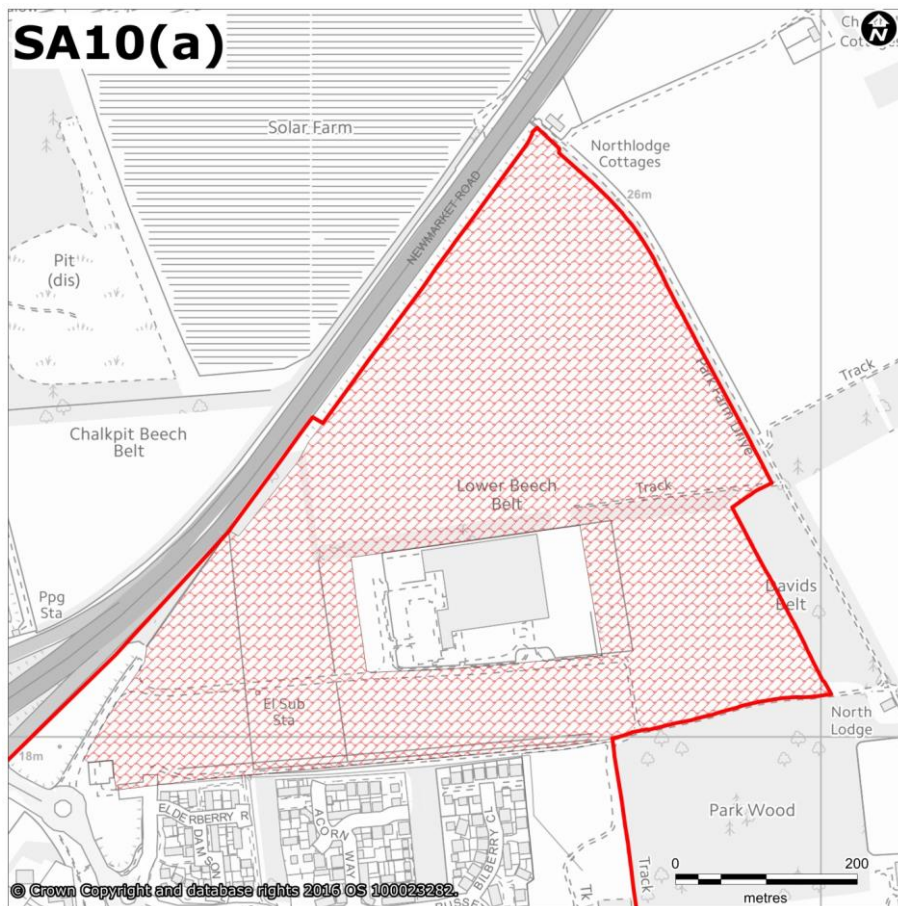 SA10(a)
N
Solar Farm
Northlodge
Cottages
26m
NEWMARKET ROAD
Pit
(dis)
Track
Park Farm Drive
Chalkpit Beech
Belt
Lower Beech
Belt
Track
Ppg
Sta
Davids
Belt
El Sub
Sta
North
Lodge
18m
Park Wood
ELDERBERRY R
DAMSON
ACORN
WAY
BILBERRY CL
Tk
Track
0 200
metres
© Crown Copyright and database rights 2016 OS 100023282.